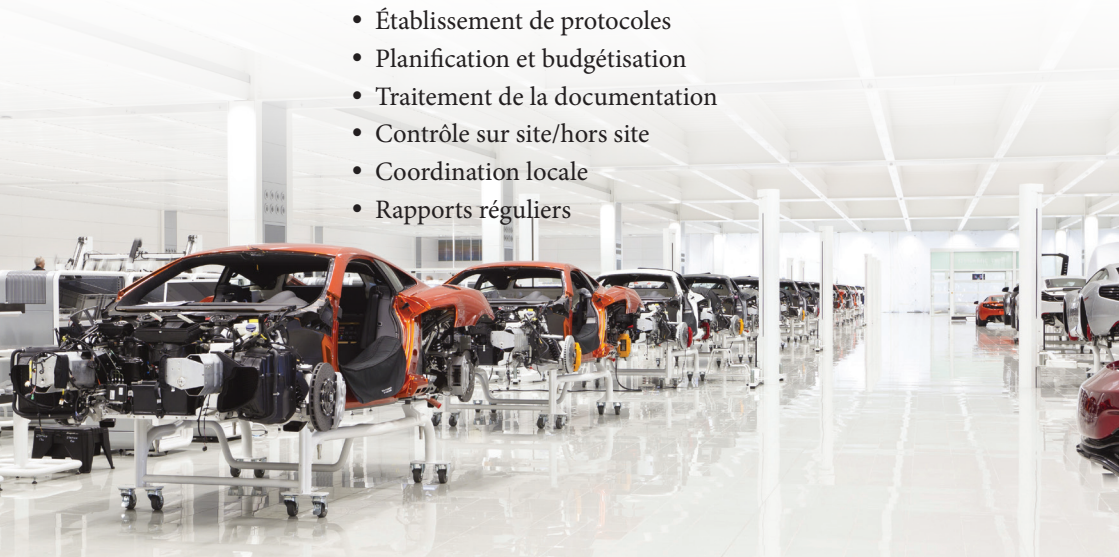 • Établissement de protocoles
• Planification et budgétisation
• Traitement de la documentation
• Contrôle sur site/hors site
• Coordination locale
• Rapports réguliers